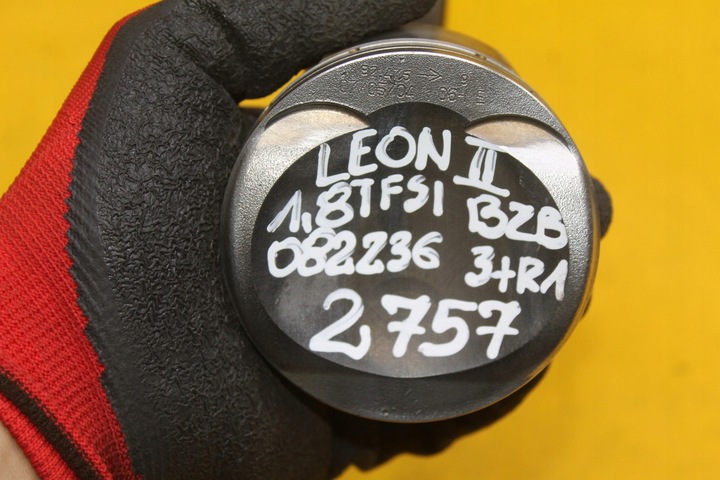 LEON II
1,8TFSI BZB
082236 3+R1
2757